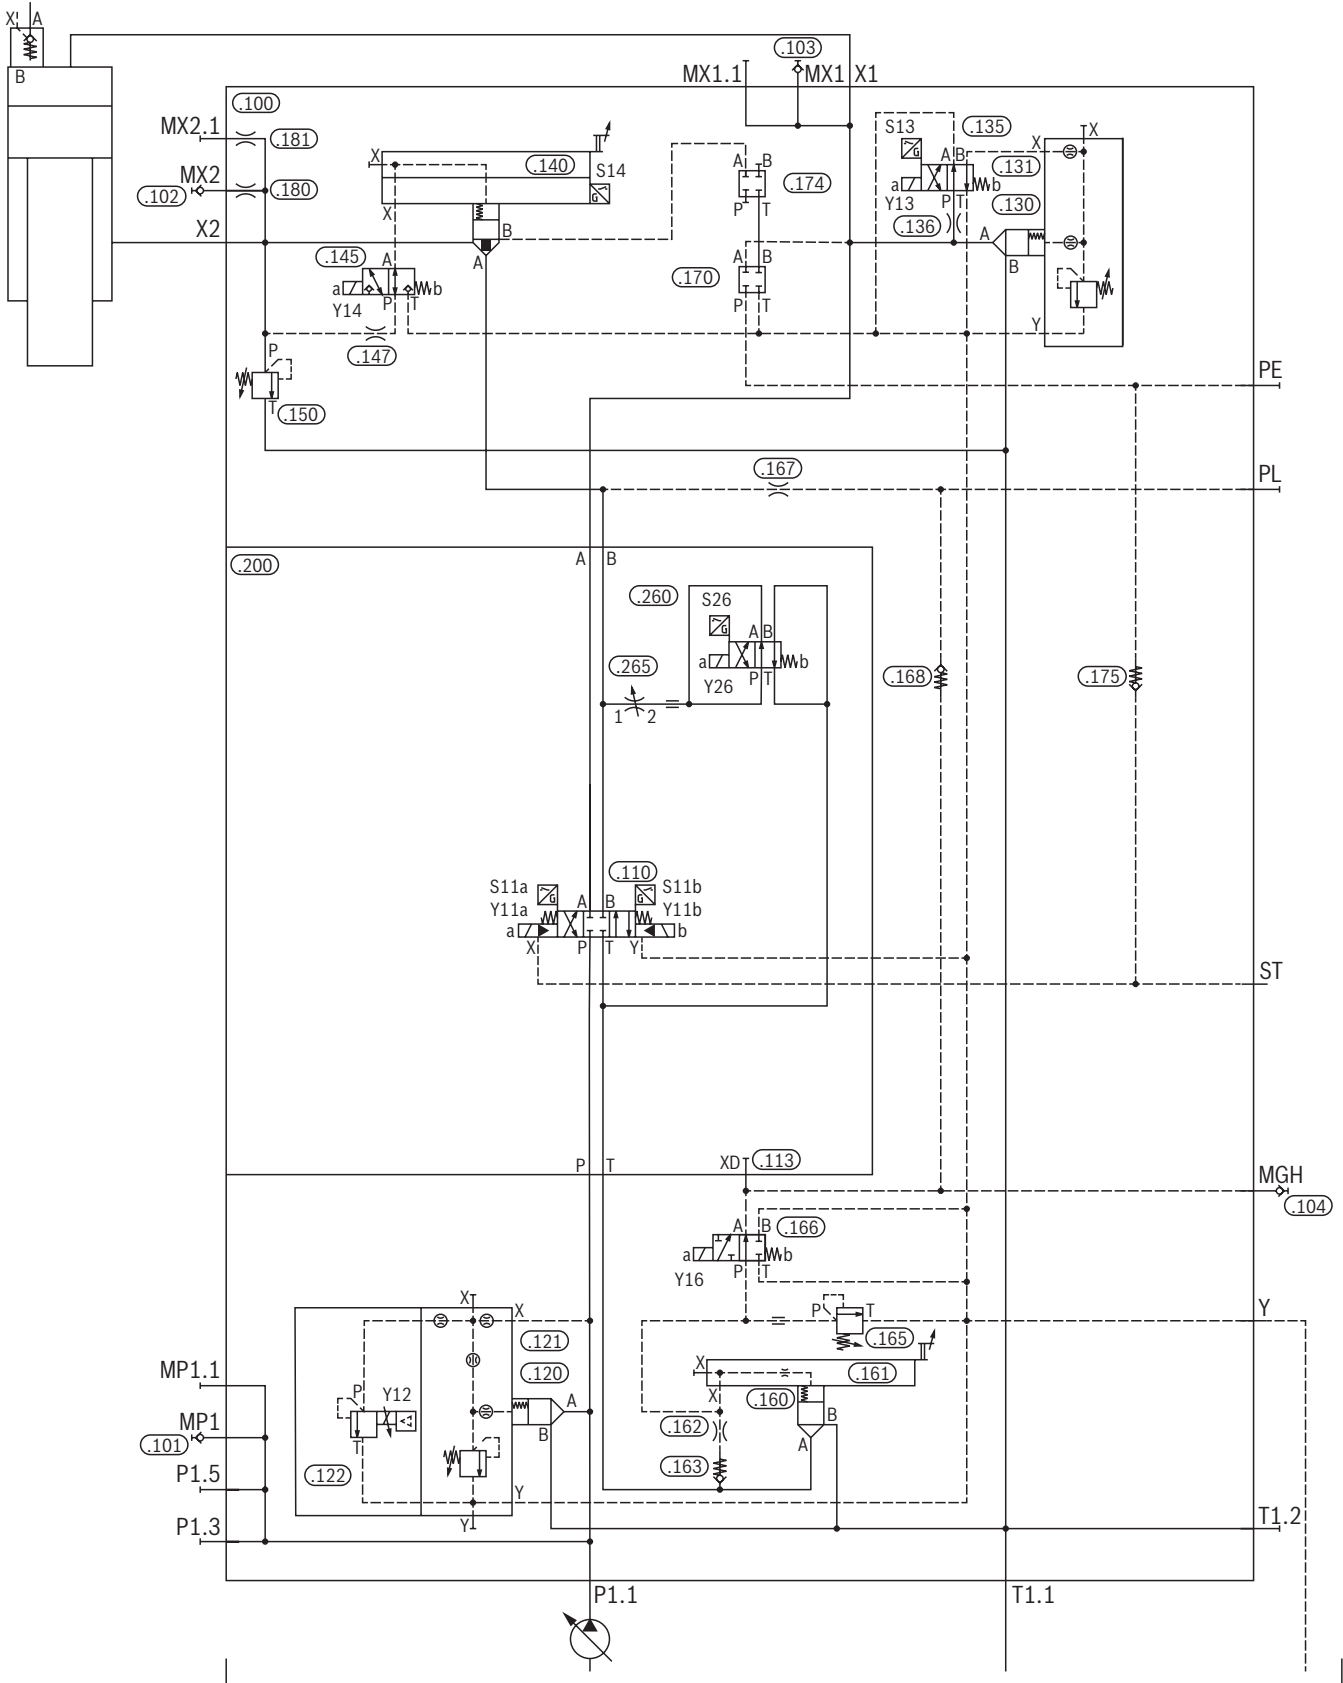 X A
.103
B
MX1.1 MX1 X1
.100
S13 .135 X
MX2.1 .181
X .140 A B A B X .131
S14
.102 MX2 .180 .174 a b
X P T Y13 P T .130
X2 B .136 A
.145 A A A B B
a b .170
Y14 P T P T Y
.147
P
PE
T .150
.167 PL
.200 A B
.260 S26
A B
.265 a b .168 .175
Y26 P T
1 2
.110
S11a A B S11b
Y11a Y11b
a b
X P T Y
ST
P T XD .113
MGH
.104
A B .166
a b
Y16 P T
X X P T Y
.121 .165
MP1.1 .120 X .161
P Y12 A X .160
MP1 B .162 B
.101 T A
P1.5 .122 .163
Y
P1.3 Y T1.2
P1.1 T1.1